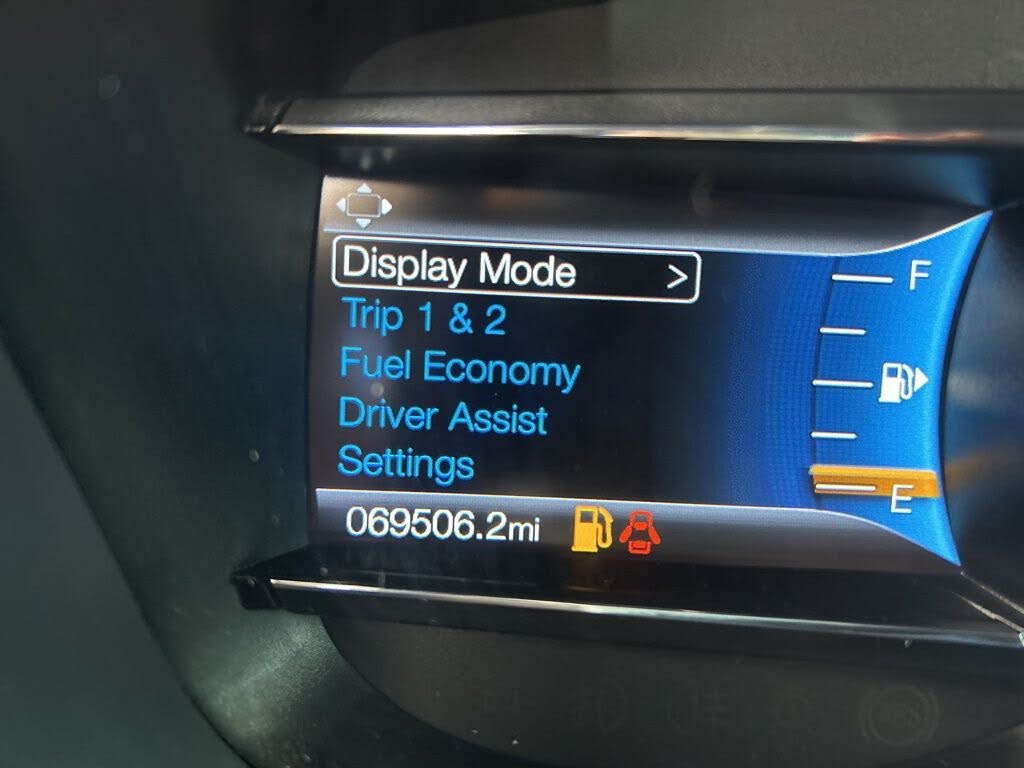 Display Mode >
Trip 1 & 2
Fuel Economy
Driver Assist
Settings
069506.2mi
F
E